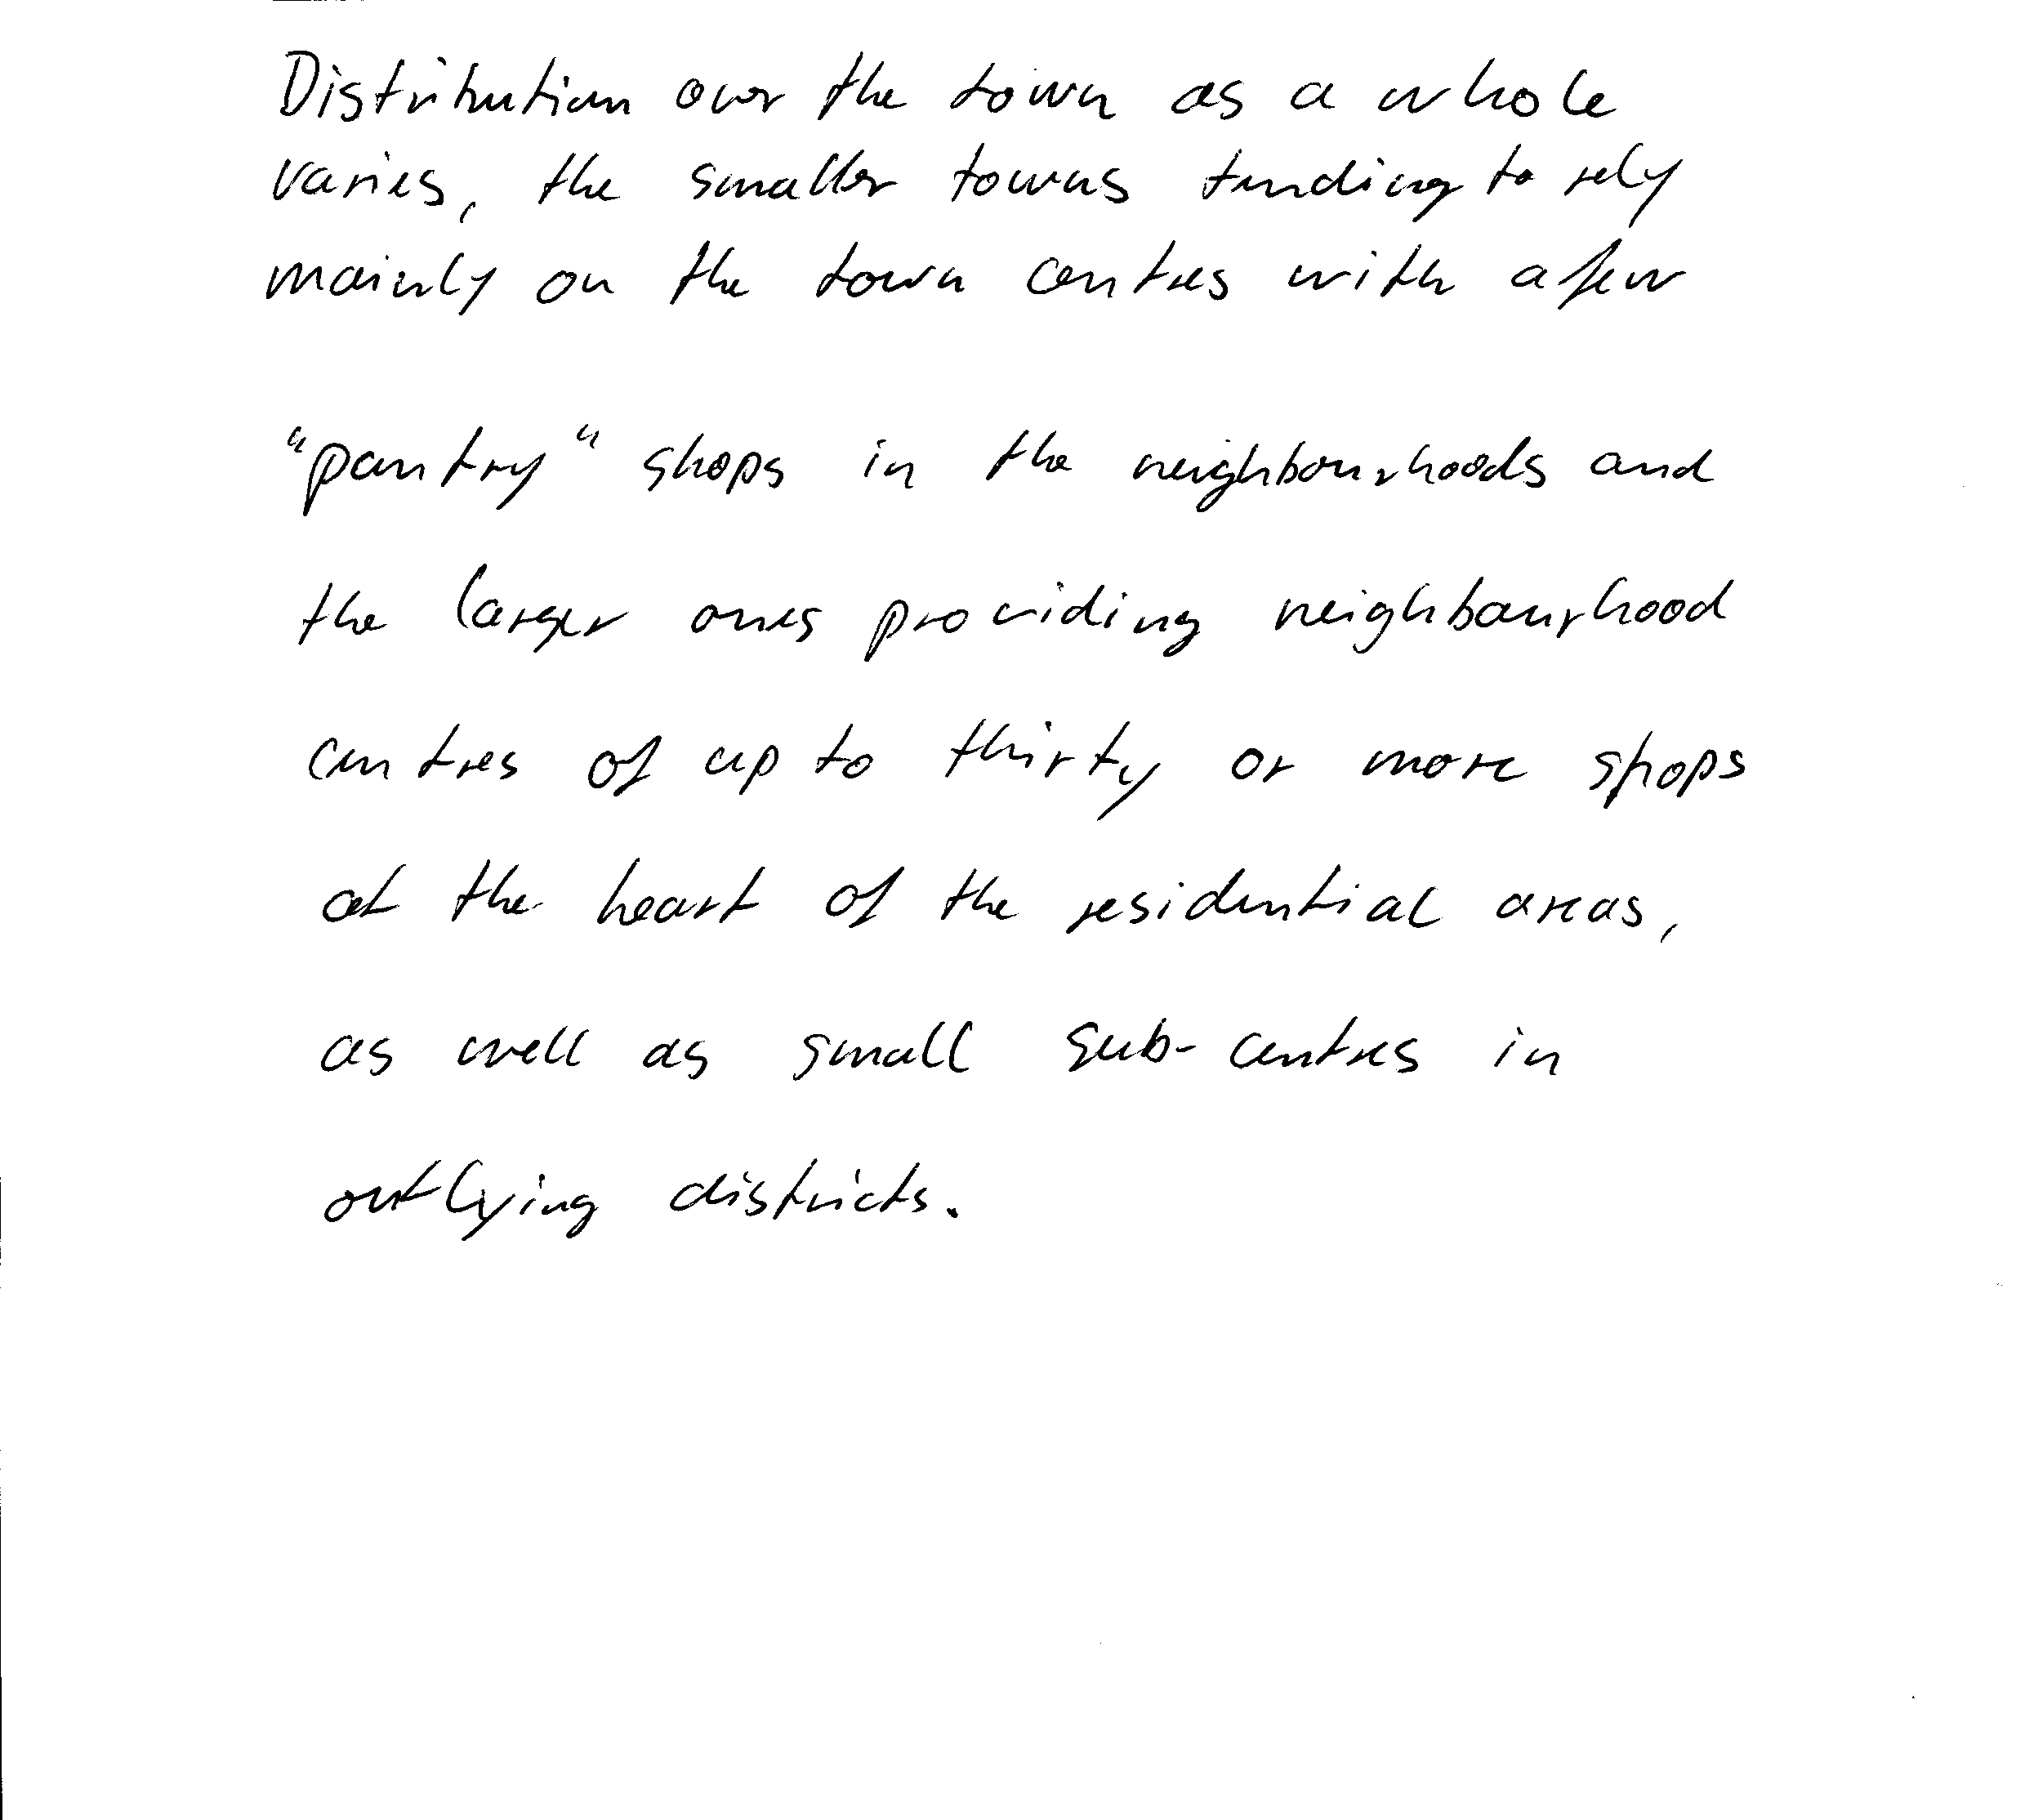 Distribution over the town as a whole
varies, the smaller towns tending to rely
mainly on the town centres with a few
"pantry" shops in the neighbourhoods and
the larger ones providing neighbourhood
centres of up to thirty or more shops
at the heart of the residential areas,
as well as small sub-centres in
outlying districts.